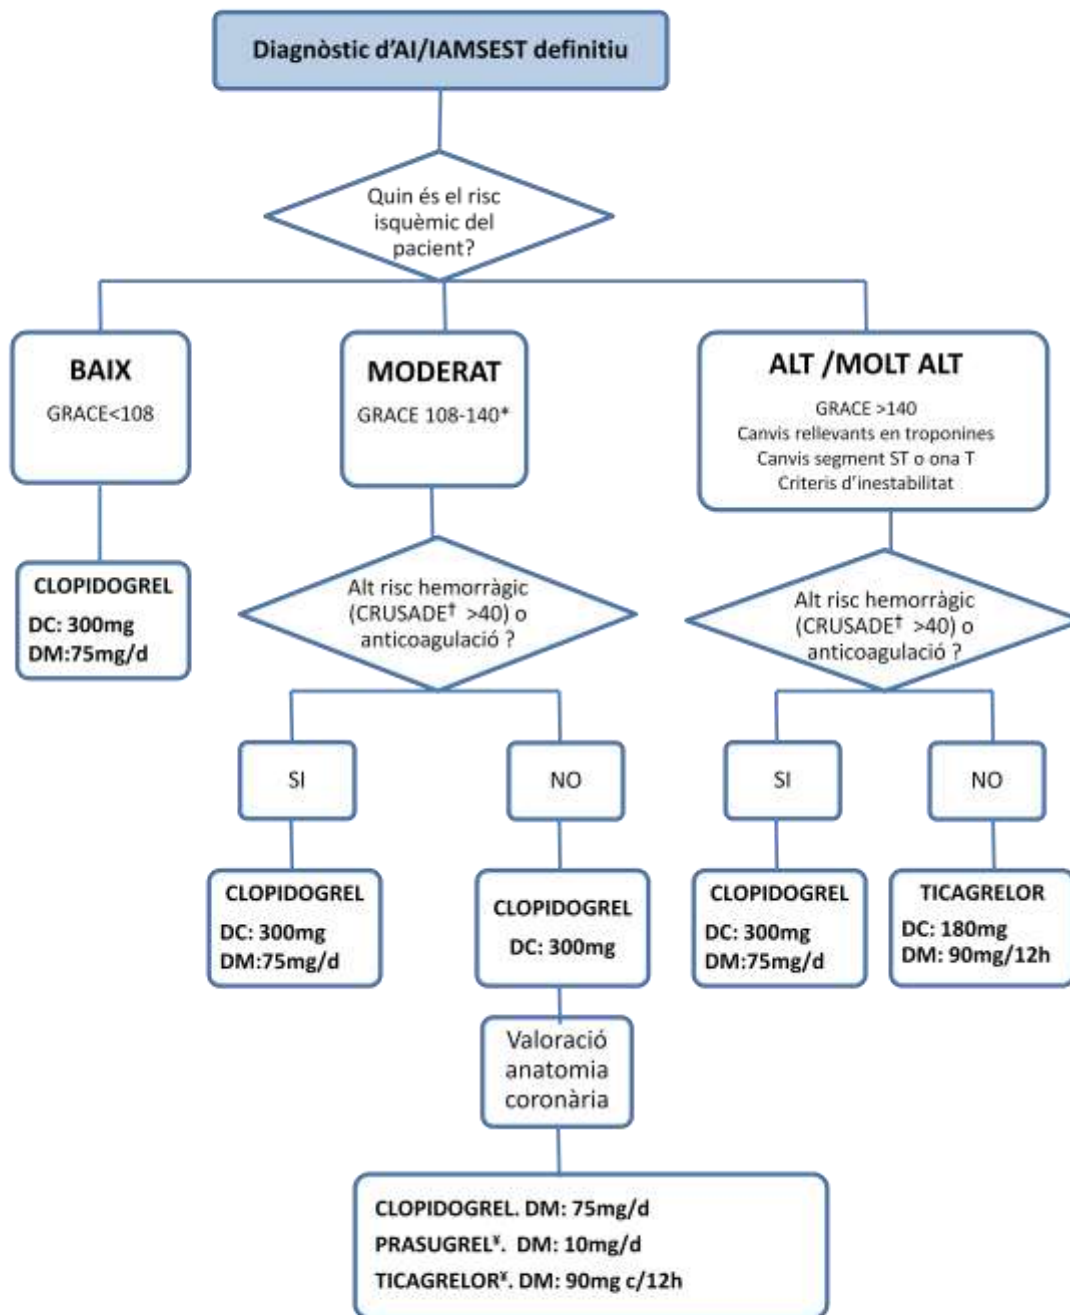 Diagnòstic d'AI/IAMSEST definitiu
Quin és el risc
isquèmic del
pacient?
BAIX
GRACE<108
MODERAT
GRACE 108-140*
ALT /MOLT ALT
GRACE >140
Canvis rellevants en troponines
Canvis segment ST o ona T
Criteris d'inestabilitat
CLOPIDOGREL
DC: 300mg
DM:75mg/d
Alt risc hemorràgic
(CRUSADE† >40) o
anticoagulació ?
Alt risc hemorràgic
(CRUSADE† >40) o
anticoagulació ?
SI
NO
SI
NO
CLOPIDOGREL
DC: 300mg
DM:75mg/d
CLOPIDOGREL
DC: 300mg
CLOPIDOGREL
DC: 300mg
DM:75mg/d
TICAGRELOR
DC: 180mg
DM: 90mg/12h
Valoració
anatomia
coronària
CLOPIDOGREL. DM: 75mg/d
PRASUGREL¥. DM: 10mg/d
TICAGRELOR¥. DM: 90mg c/12h